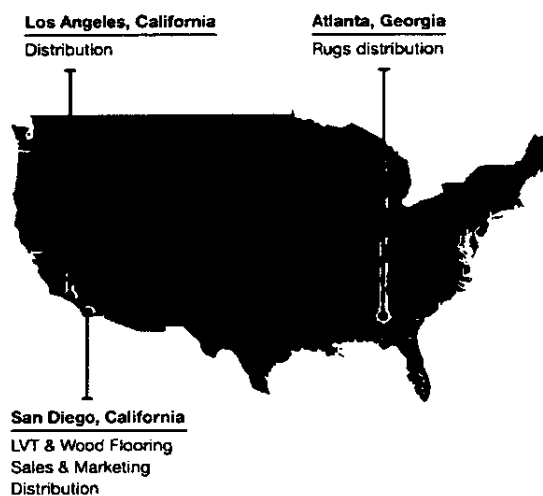 Los Angeles, California
Distribution
Atlanta, Georgia
Rugs distribution
San Diego, California
LVT & Wood Flooring
Sales & Marketing
Distribution